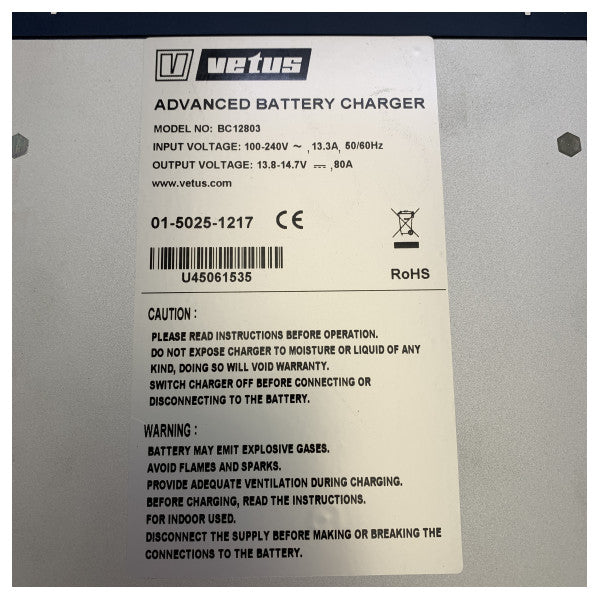 V vetus
ADVANCED BATTERY CHARGER
MODEL NO: BC12803
INPUT VOLTAGE: 100-240V ~ ,13.3A, 50/60Hz
OUTPUT VOLTAGE: 13.8-14.7V ⎓ ,80A
www.vetus.com
01-5025-1217 CE
U45061535
RoHS
CAUTION :
PLEASE READ INSTRUCTIONS BEFORE OPERATION.
DO NOT EXPOSE CHARGER TO MOISTURE OR LIQUID OF ANY
KIND, DOING SO WILL VOID WARRANTY.
SWITCH CHARGER OFF BEFORE CONNECTING OR
DISCONNECTING TO THE BATTERY.
WARNING :
BATTERY MAY EMIT EXPLOSIVE GASES.
AVOID FLAMES AND SPARKS.
PROVIDE ADEQUATE VENTILATION DURING CHARGING.
BEFORE CHARGING, READ THE INSTRUCTIONS.
FOR INDOOR USED.
DISCONNECT THE SUPPLY BEFORE MAKING OR BREAKING THE
CONNECTIONS TO THE BATTERY.